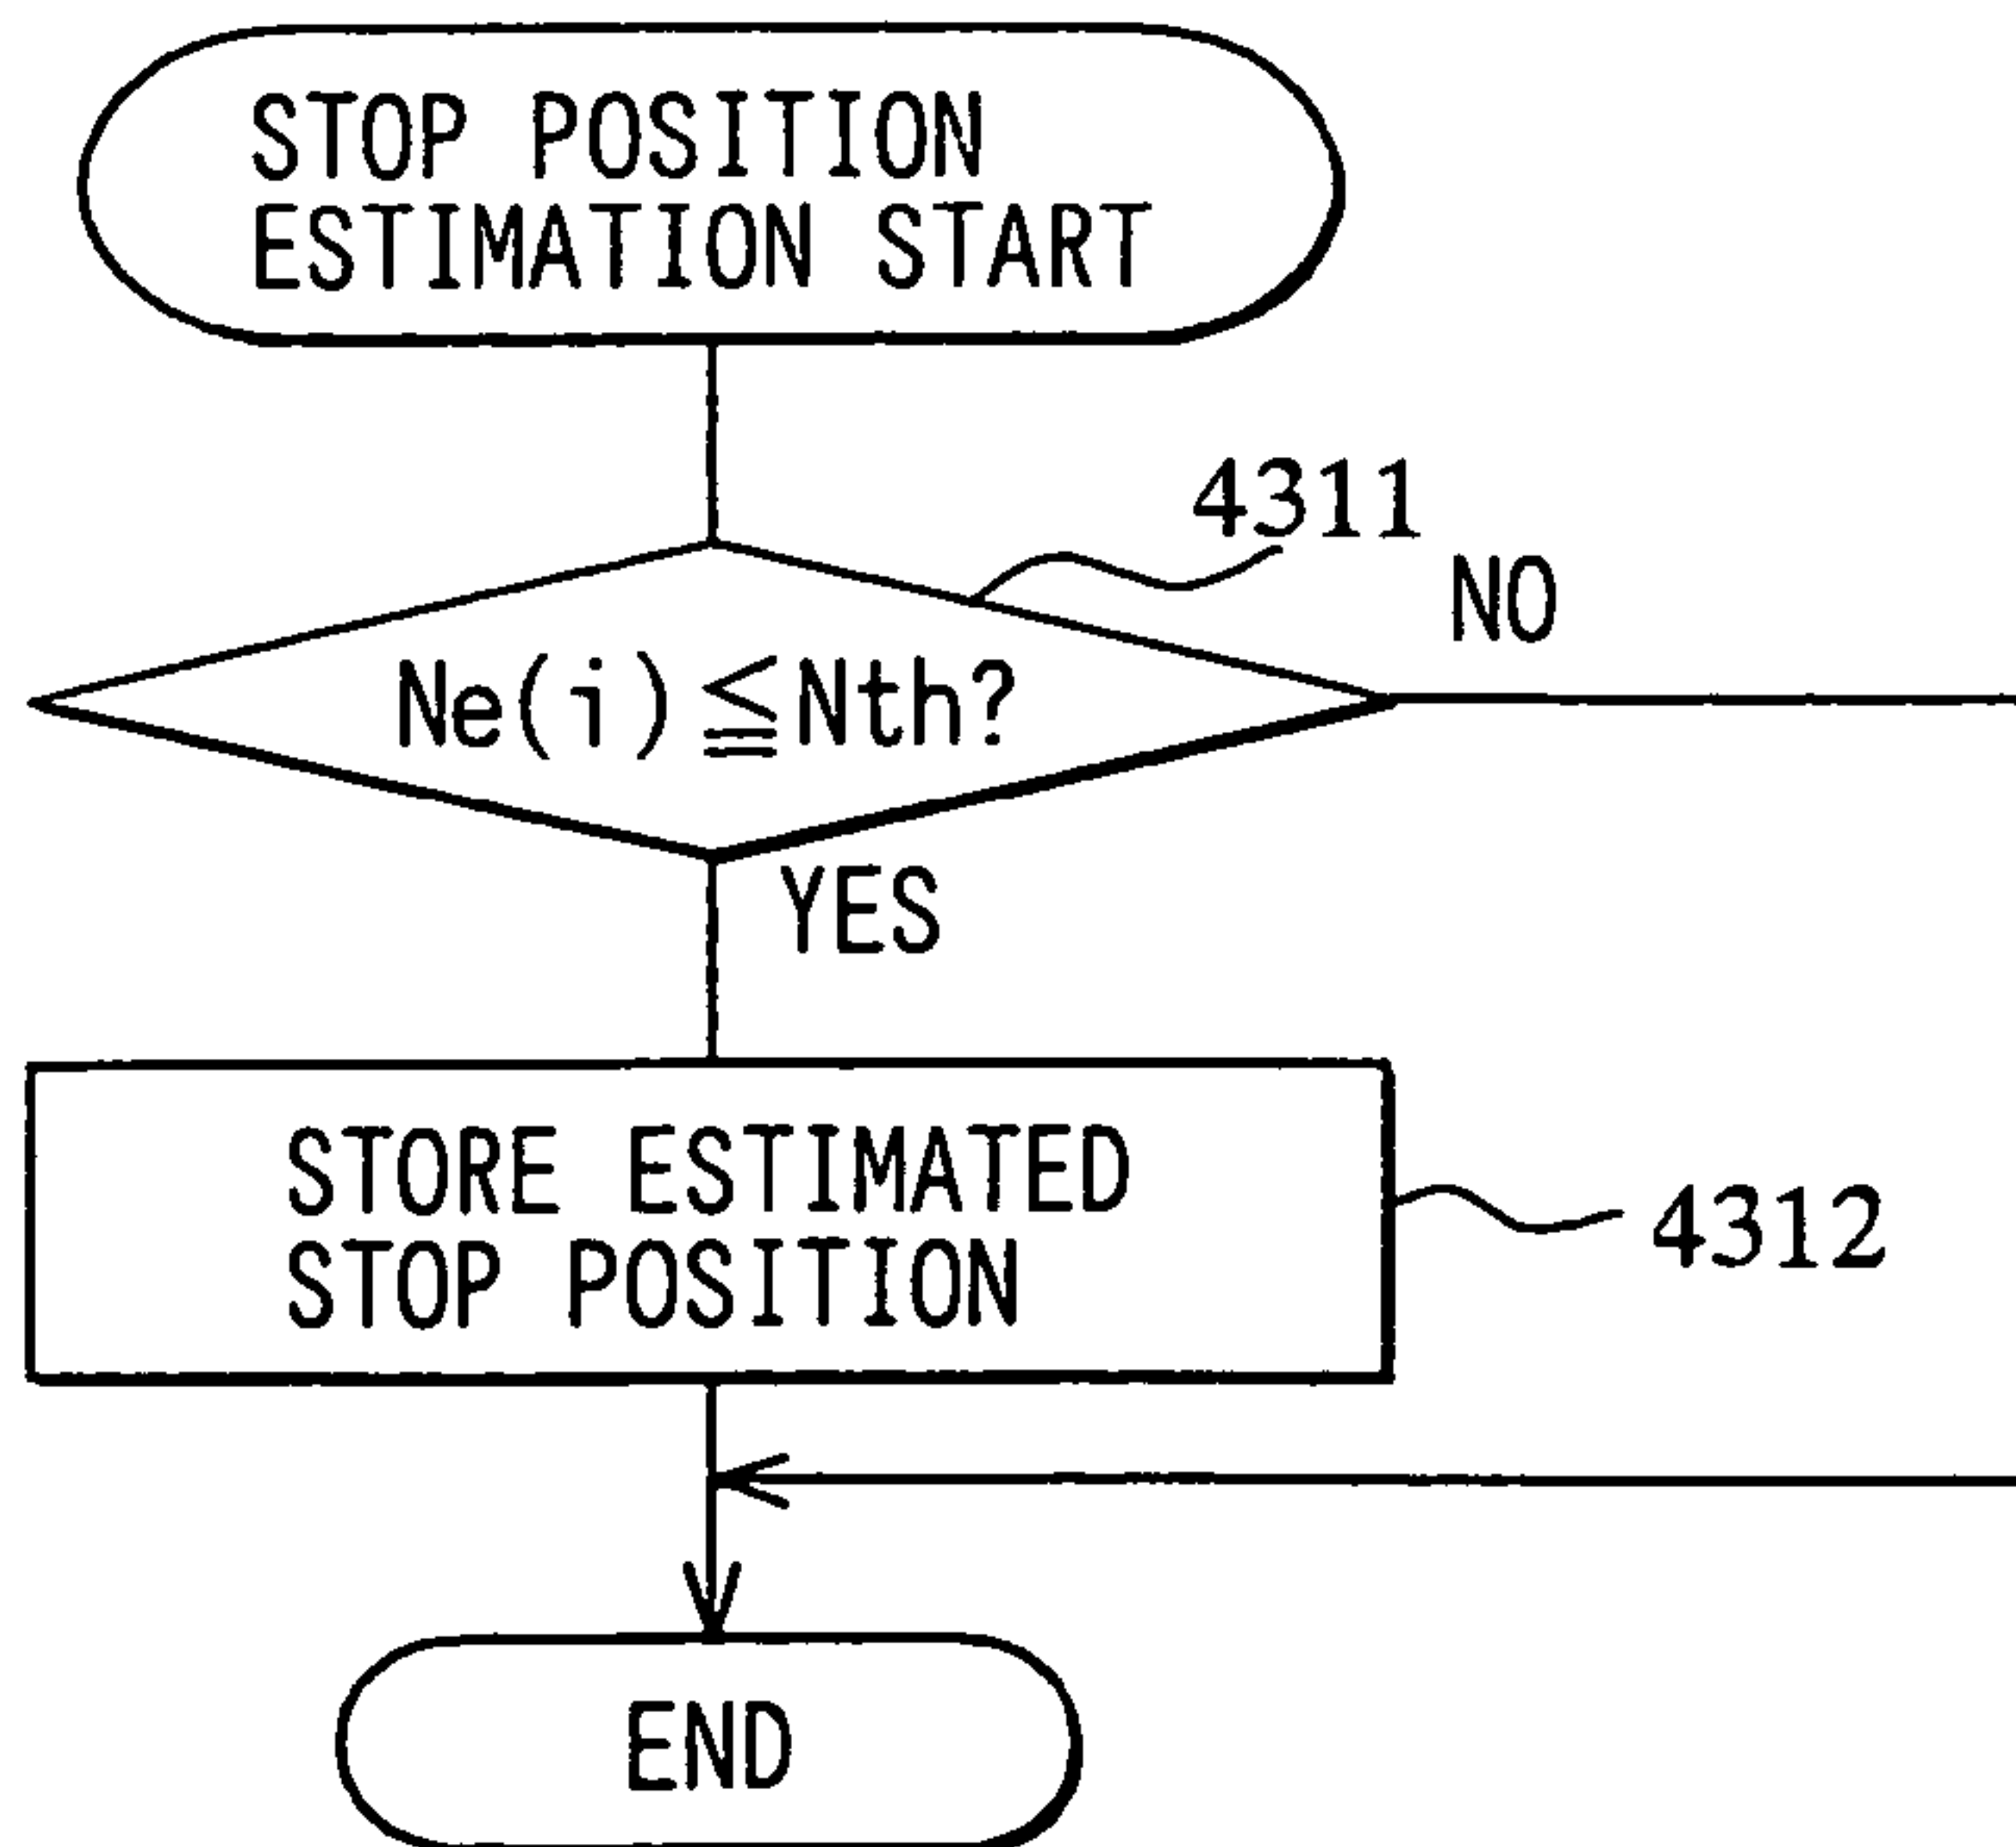 STOP POSITION
ESTIMATION START
4311
NO
Ne(i)≦Nth?
YES
STORE ESTIMATED
STOP POSITION
4312
END